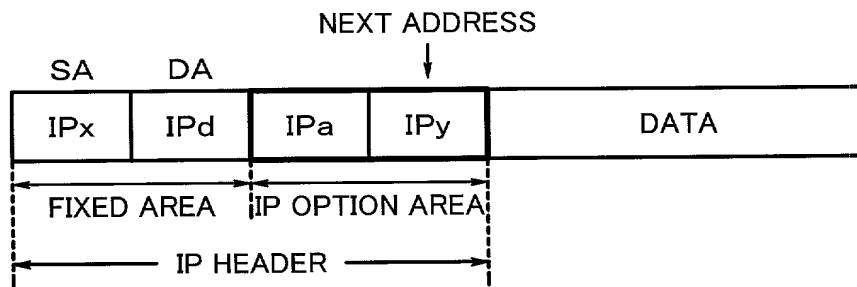 NEXT ADDRESS
SA DA
IPx IPd IPa IPy DATA
FIXED AREA IP OPTION AREA
IP HEADER